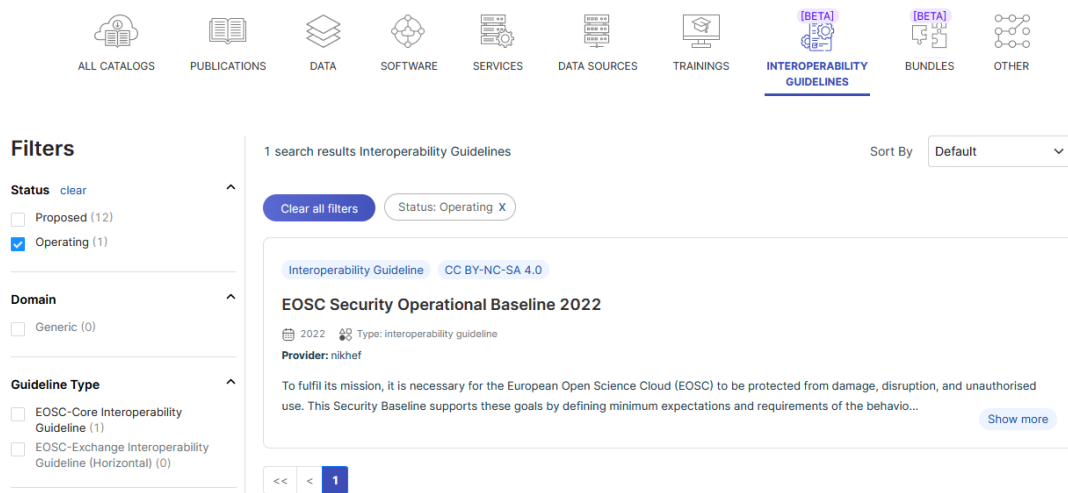 [BETA]
[BETA]
ALL CATALOGS
PUBLICATIONS
DATA
SOFTWARE
SERVICES
DATA SOURCES
TRAININGS
INTEROPERABILITY
GUIDELINES
BUNDLES
OTHER
Filters
Status clear
Proposed (12)
Operating (1)
Domain
Generic (0)
Guideline Type
EOSC-Core Interoperability
Guideline (1)
EOSC-Exchange Interoperability
Guideline (Horizontal) (0)
1 search results Interoperability Guidelines
Sort By Default
Clear all filters
Status: Operating X
Interoperability Guideline CC BY-NC-SA 4.0
EOSC Security Operational Baseline 2022
2022 Type: interoperability guideline
Provider: nikhef
To fulfil its mission, it is necessary for the European Open Science Cloud (EOSC) to be protected from damage, disruption, and unauthorised
use. This Security Baseline supports these goals by defining minimum expectations and requirements of the behavio...
Show more
<< < 1